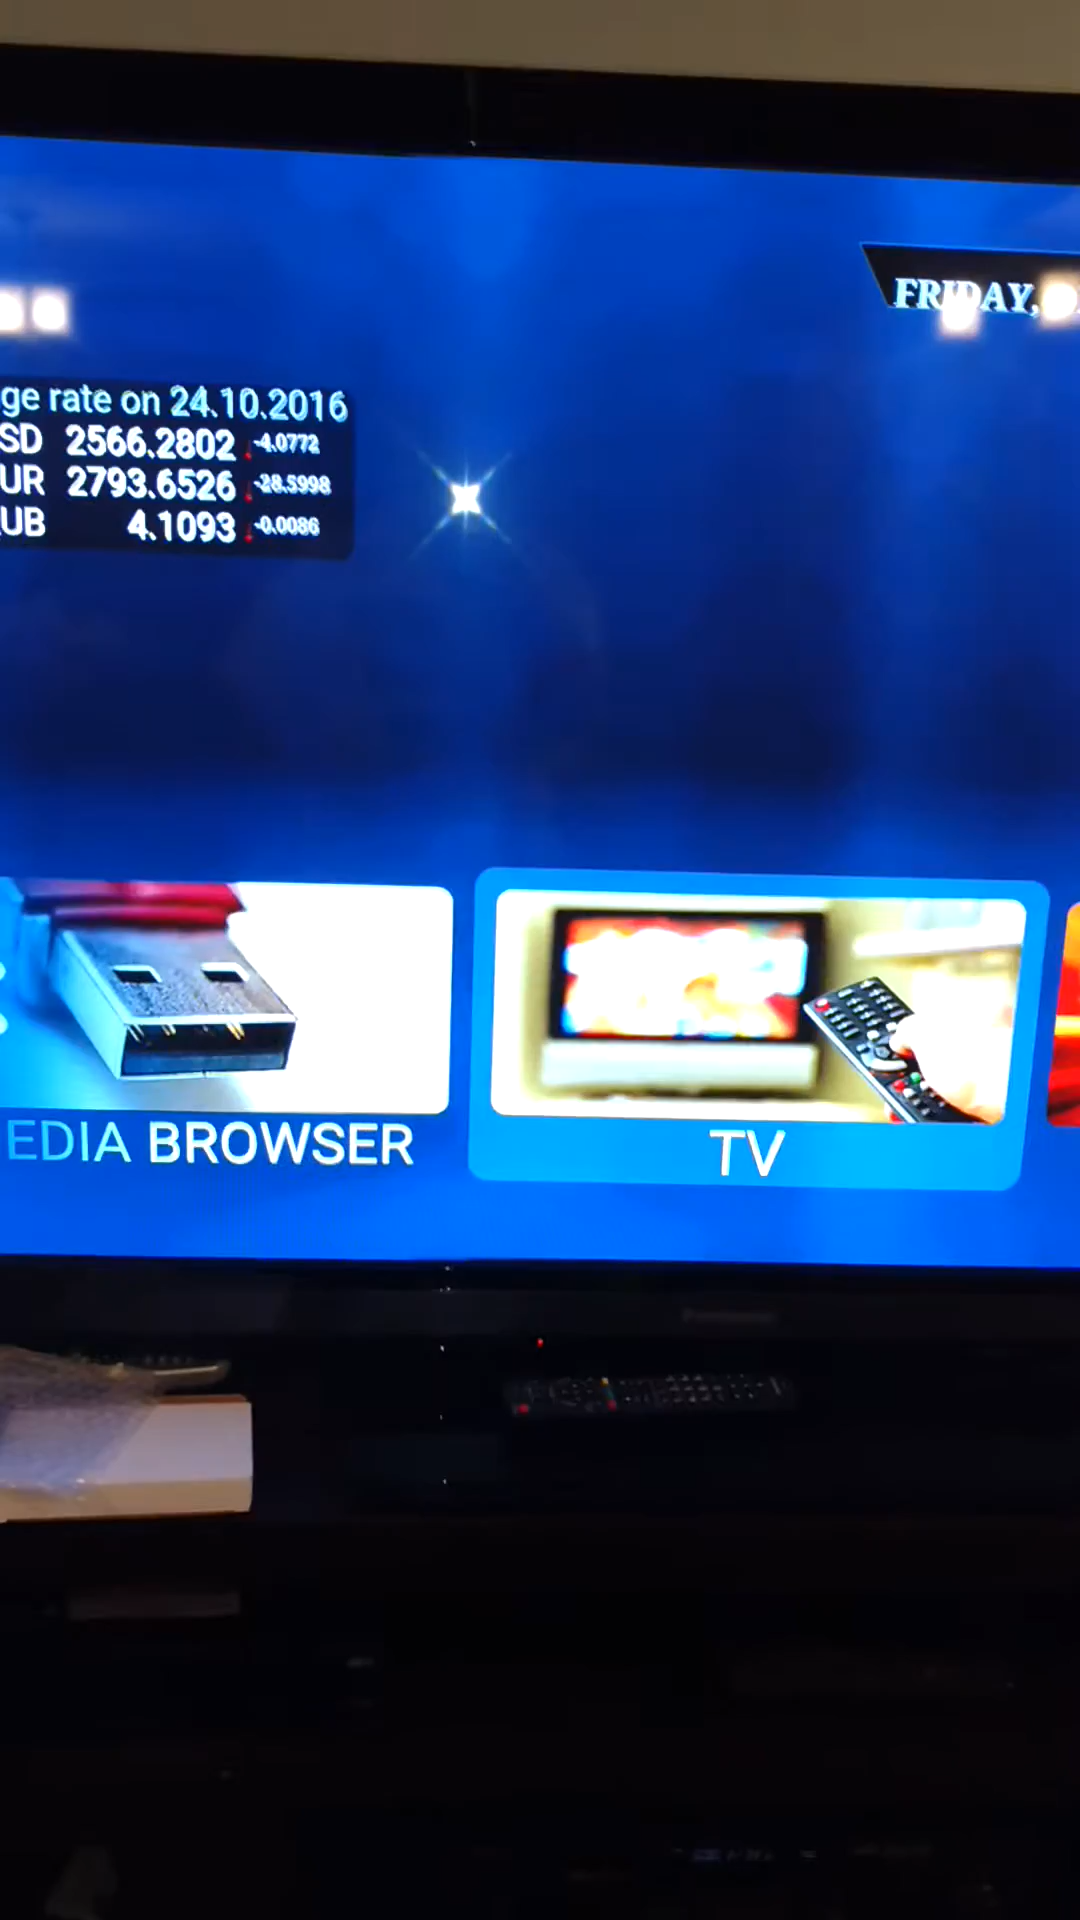 FRIDAY,
ge rate on 24.10.2016
SD 2566.2802 -4.0772
UR 2793.6526 -28.5998
UB 4.1093 -0.0086
EDIA BROWSER
TV